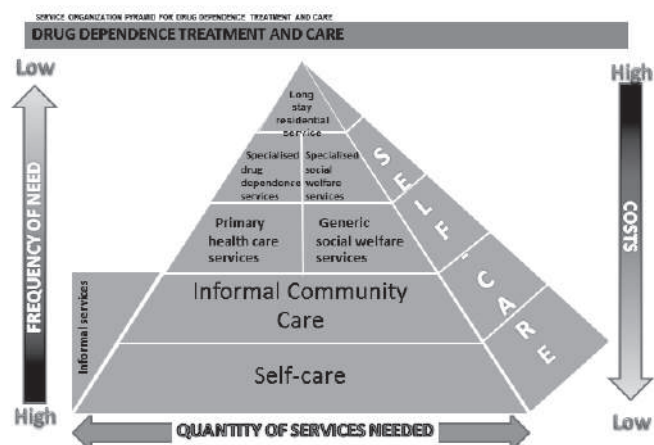 SERVICE ORGANIZATION PYRAMID FOR DRUG DEPENDENCE TREATMENT AND CARE
DRUG DEPENDENCE TREATMENT AND CARE
Low
High
Long
stay
residential
service
Specialised
drug
dependence
services
Specialised
social
welfare
services
Primary
health care
services
Generic
social welfare
services
Informal Community
Care
Self-care
SELF-CARE
Informal services
FREQUENCY OF NEED
COSTS
High
Low
QUANTITY OF SERVICES NEEDED